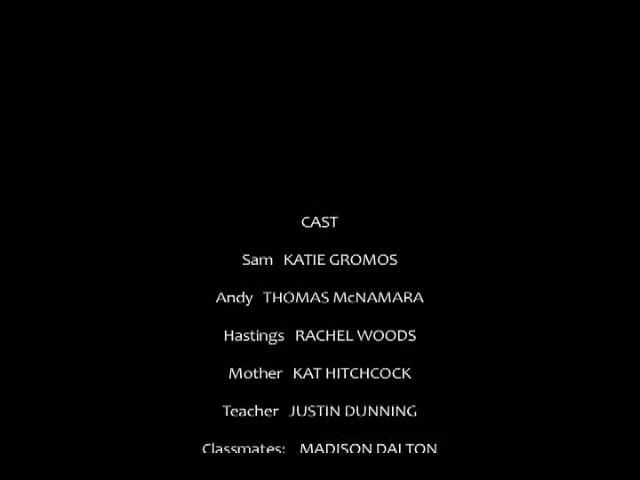 CAST
Sam KATIE GROMOS
Andy THOMAS McNAMARA
Hastings RACHEL WOODS
Mother KAT HITCHCOCK
Teacher JUSTIN DUNNING
Classmates: MADISON DALTON